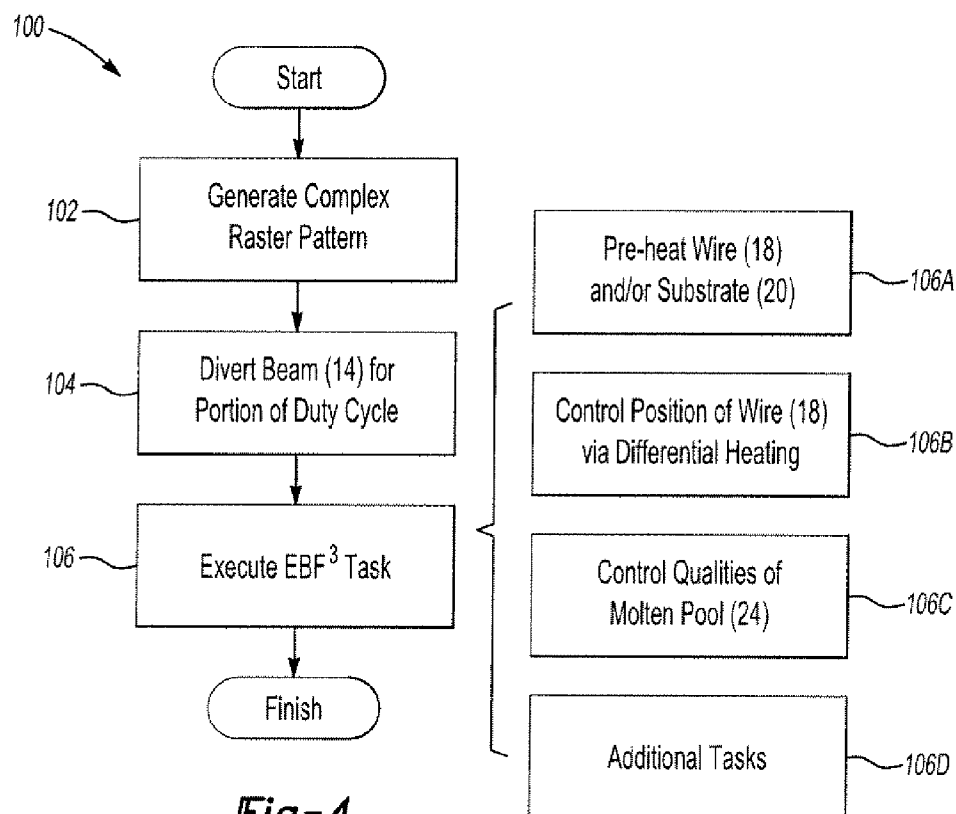 100
Start
102
Generate Complex
Raster Pattern
104
Divert Beam (14) for
Portion of Duty Cycle
106
Execute EBF³ Task
Finish
Pre-heat Wire (18)
and/or Substrate (20)
106A
Control Position of Wire (18)
via Differential Heating
106B
Control Qualities of
Molten Pool (24)
106C
Additional Tasks
106D
Fig-4